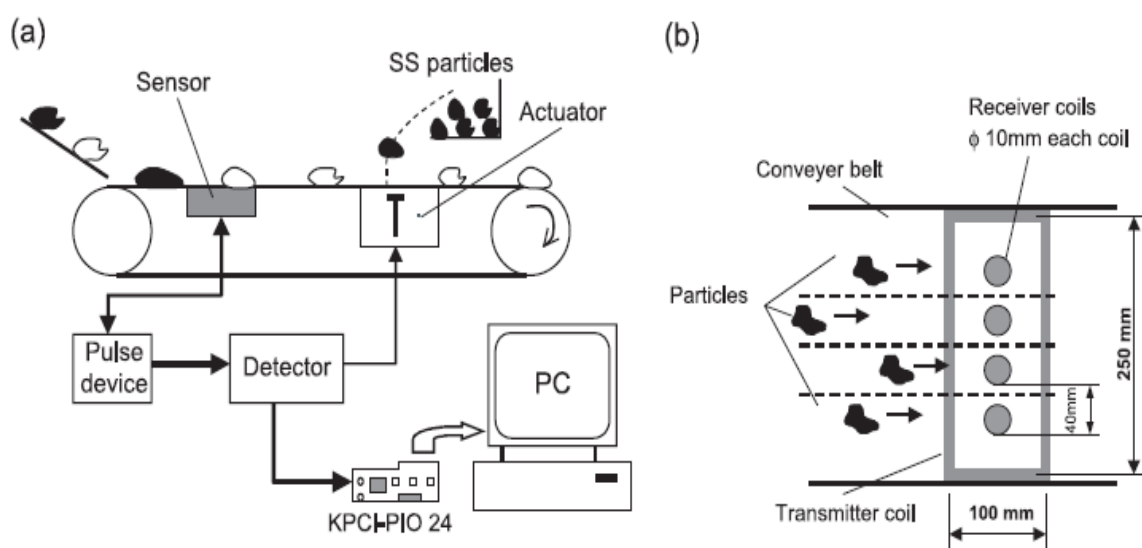 (a)
Sensor
SS particles
Actuator
Pulse
device
Detector
PC
KPCI-PIO 24
(b)
Receiver coils
ϕ 10mm each coil
Conveyer belt
Particles
250 mm
40mm
Transmitter coil
100 mm